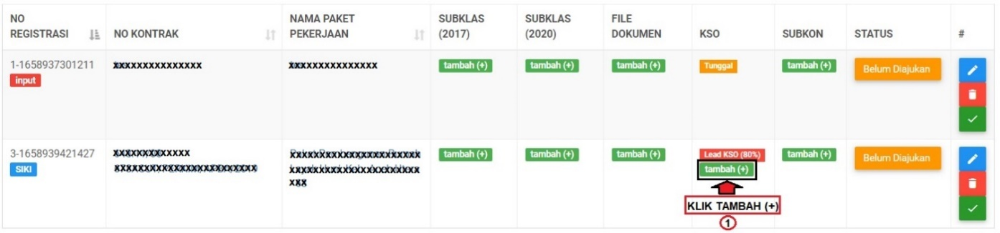 NO REGISTRASI
NO KONTRAK
NAMA PAKET PEKERJAAN
SUBKLAS (2017)
SUBKLAS (2020)
FILE DOKUMEN
KSO
SUBKON
STATUS
#
1-1658937301211
input
tambah (+)
tambah (+)
tambah (+)
Tunggal
tambah (+)
Belum Diajukan
3-1658939421427
SIKI
tambah (+)
tambah (+)
tambah (+)
Lead KSO (80%)
tambah (+)
tambah (+)
Belum Diajukan
KLIK TAMBAH (+)
1